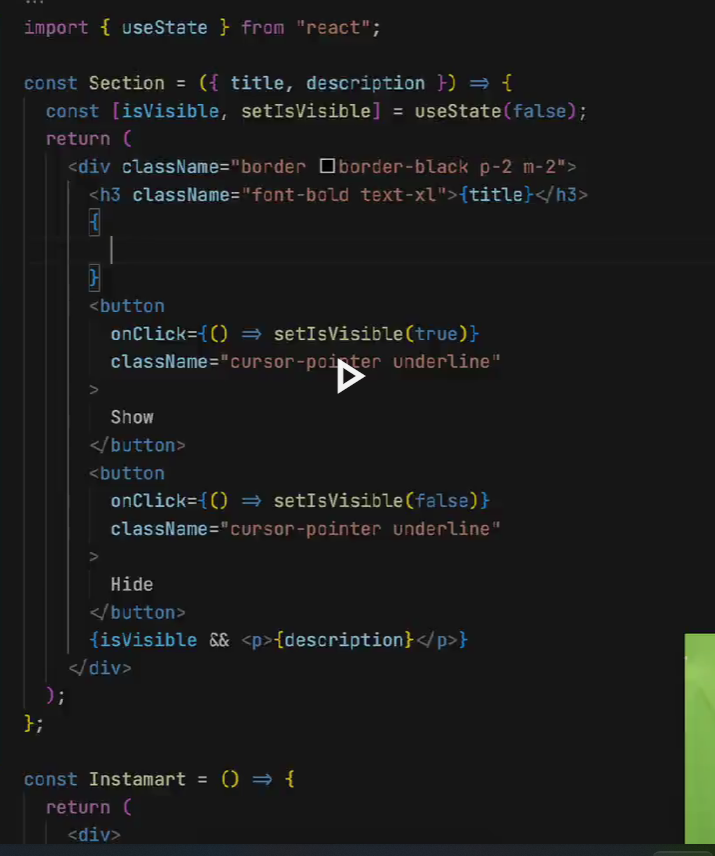 ...
import { useState } from "react";
const Section = ({ title, description }) => {
const [isVisible, setIsVisible] = useState(false);
return (
<div className="border border-black p-2 m-2">
<h3 className="font-bold text-xl">{title}</h3>
{
}
<button
onClick={() => setIsVisible(true)}
className="cursor-pointer underline"
>
Show
</button>
<button
onClick={() => setIsVisible(false)}
className="cursor-pointer underline"
>
Hide
</button>
{isVisible && <p>{description}</p>}
</div>
);
};
const Instamart = () => {
return (
<div>